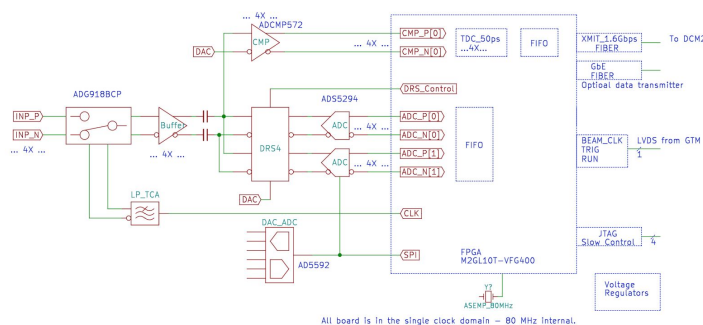 ... 4X ...
ADCMP572
CMP
DAC
... 4X ...
CMP_P[0]
CMP_N[0]
TDC_50ps
...4X...
FIFO
XMIT_1.6Gbps
FIBER
To DCM2
GbE
FIBER
Optioal data transmitter
DRS_Control
ADG918BCP
INP_P
INP_N
... 4X ...
Buffer
... 4X ...
DRS4
DAC
ADS5294
ADC
ADC
... 4X ...
... 4X ...
ADC_P[0]
ADC_N[0]
ADC_P[1]
ADC_N[1]
FIFO
BEAM_CLK
TRIG
RUN
LVDS from GTM
1
LP_TCA
CLK
DAC_ADC
AD5592
SPI
FPGA
M2GL10T-VFG400
JTAG
Slow Control
4
Voltage
Regulators
Y?
ASEMP_80MHz
All board is in the single clock domain - 80 MHz internal.